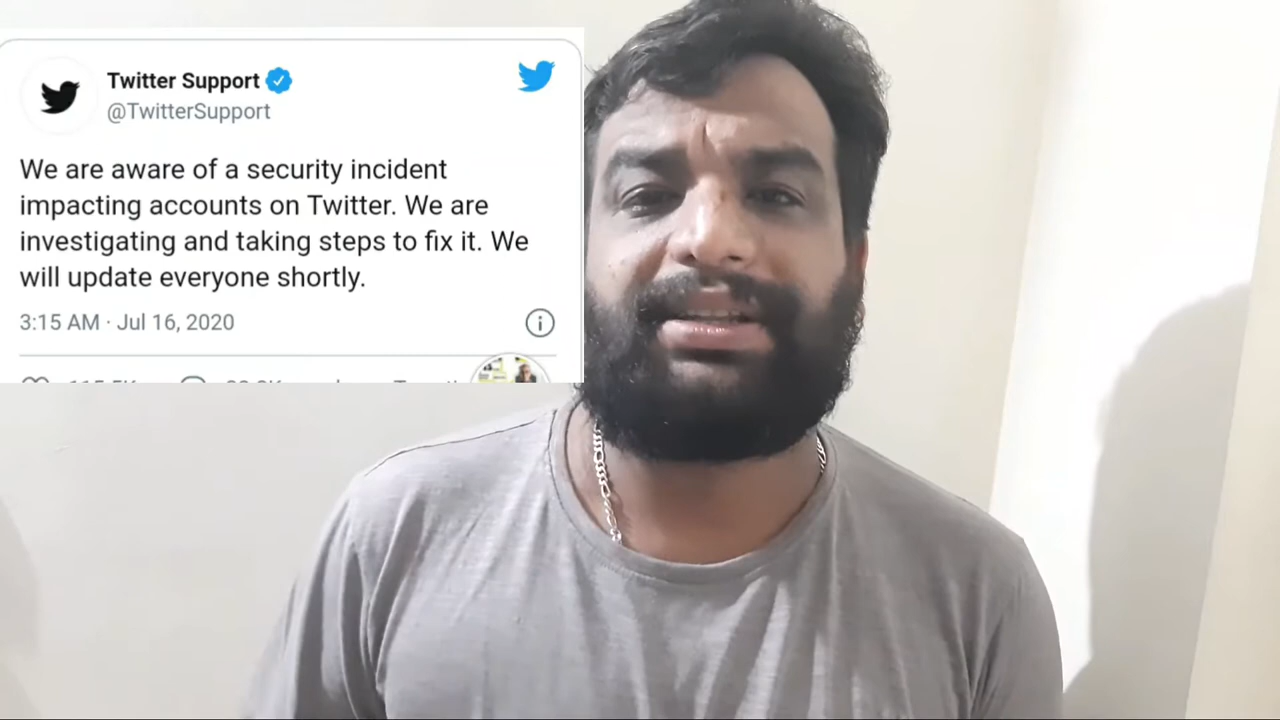 Twitter Support
@TwitterSupport
We are aware of a security incident
impacting accounts on Twitter. We are
investigating and taking steps to fix it. We
will update everyone shortly.
3:15 AM · Jul 16, 2020